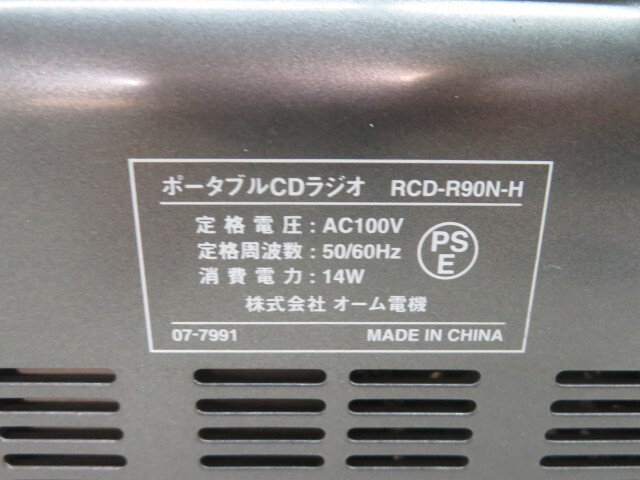 ポータブルCDラジオ RCD-R90N-H
定格電圧:AC100V
定格周波数:50/60Hz
消費電力:14W
PS
E
株式会社 オーム電機
07-7991 MADE IN CHINA